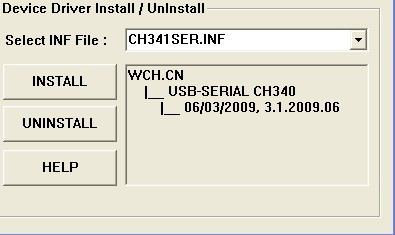 Device Driver Install / UnInstall
Select INF File :
CH341SER.INF
INSTALL
UNINSTALL
HELP
WCH.CN
|__ USB-SERIAL CH340
|__ 06/03/2009, 3.1.2009.06